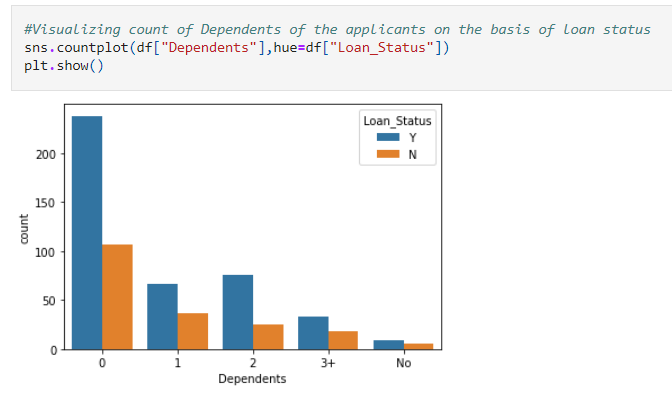 #Visualizing count of Dependents of the applicants on the basis of loan status
sns.countplot(df["Dependents"],hue=df["Loan_Status"])
plt.show()
Loan_Status
Y
N
200
150
100
50
0
count
0 1 2 3+ No
Dependents